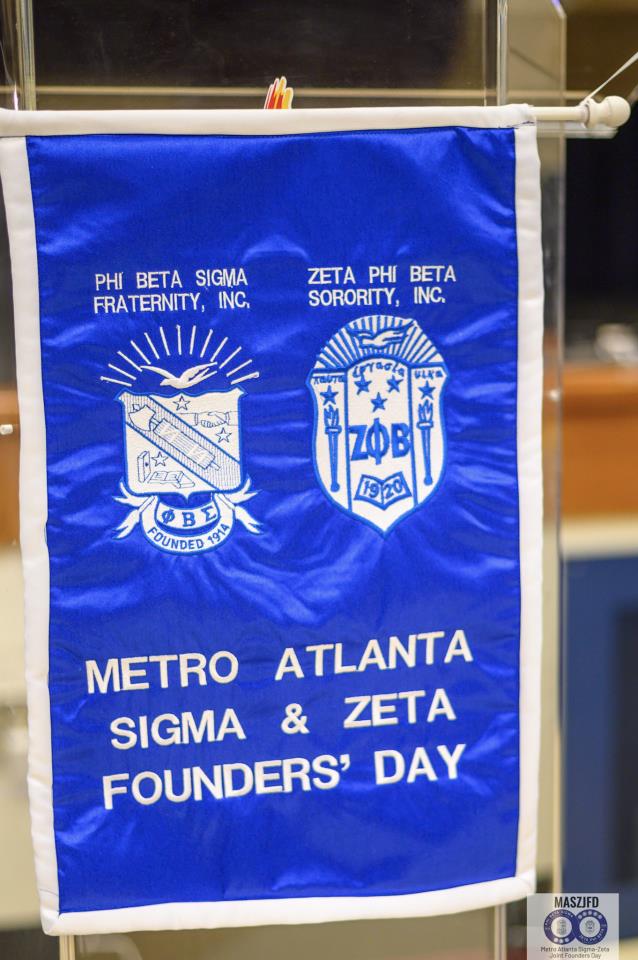 PHI BETA SIGMA
FRATERNITY, INC.
ZETA PHI BETA
SORORITY, INC.
ΦΒΣ
FOUNDED 1914
ΖΦΒ
1920
METRO ATLANTA
SIGMA & ZETA
FOUNDERS' DAY
MASZJFD
Metro Atlanta Sigma-Zeta
Joint Founders Day